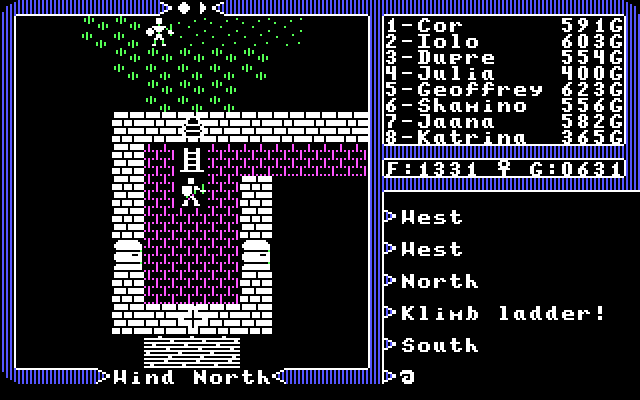 1-Cor 591G
2-Iolo 603G
3-Dupre 554G
4-Julia 400G
5-Geoffrey 623G
6-Shamino 556G
7-Jaana 582G
8-Katrina 365G
F:1331 ♀ G:0631
West
West
North
Klimb ladder!
South
Wind North